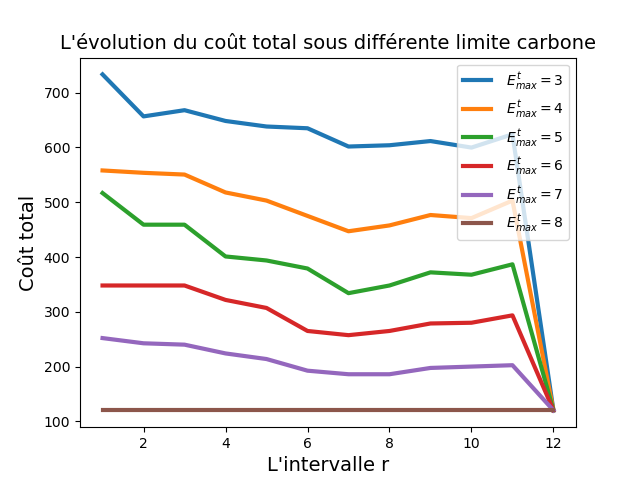 L'évolution du coût total sous différente limite carbone
Coût total
700
600
500
400
300
200
100
E^t_max = 3
E^t_max = 4
E^t_max = 5
E^t_max = 6
E^t_max = 7
E^t_max = 8
2 4 6 8 10 12
L'intervalle r